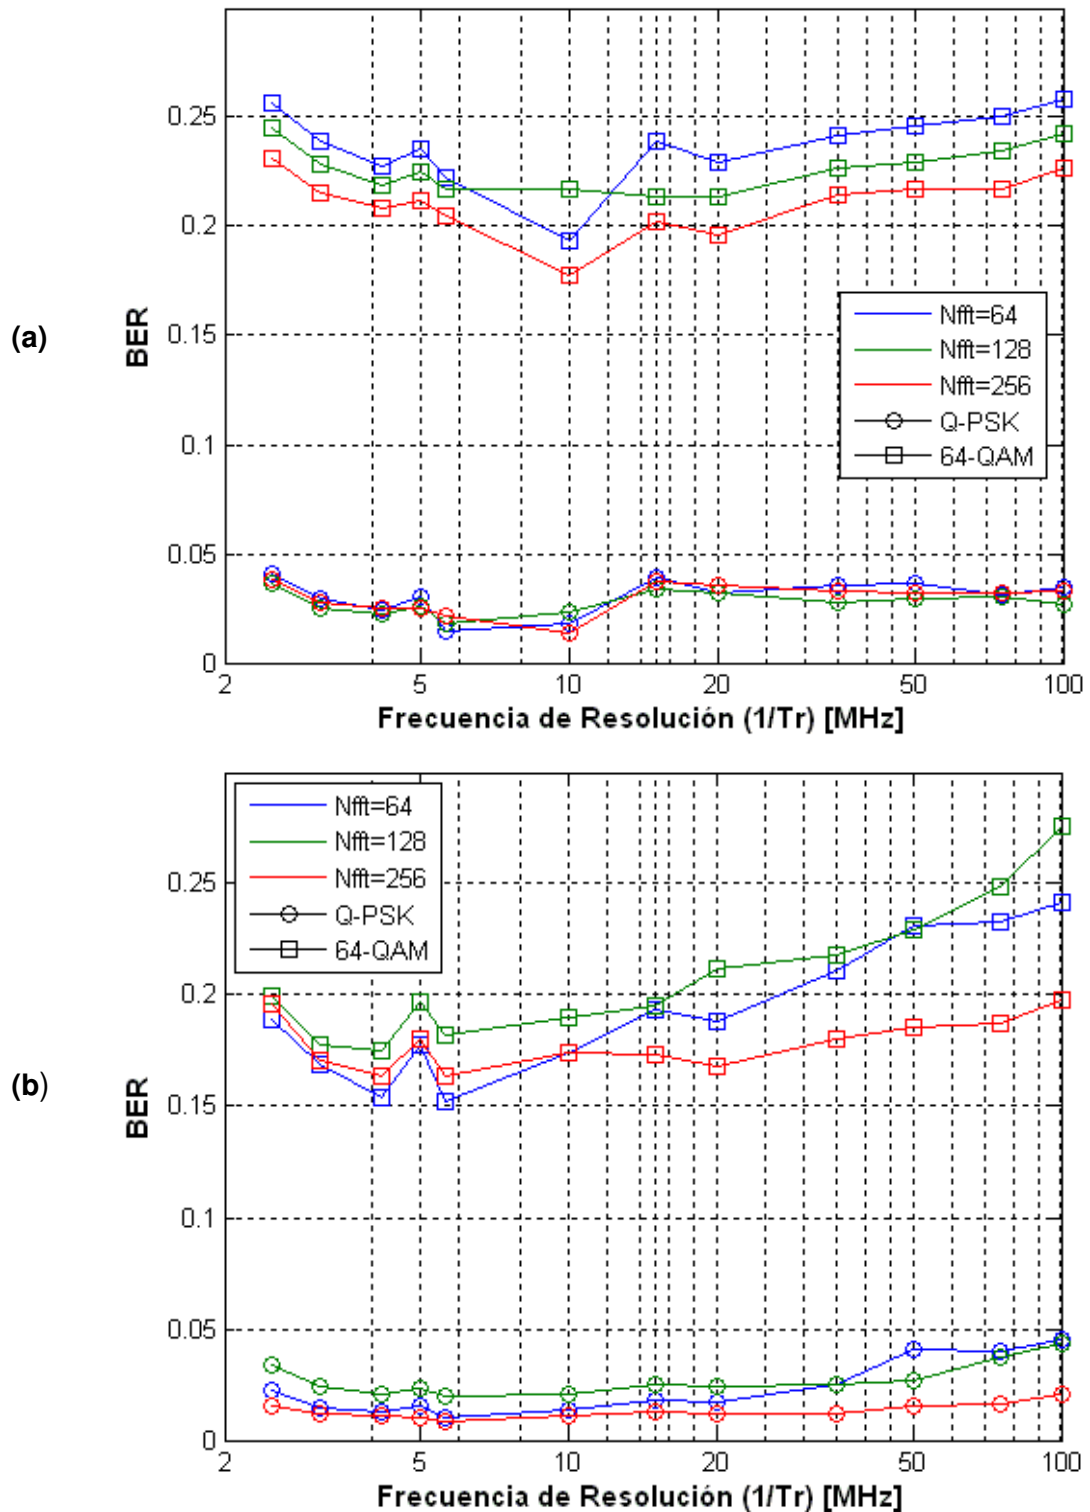 (a)
BER
0.25
0.2
0.15
0.1
0.05
0
2 5 10 20 50 100
Frecuencia de Resolución (1/Tr) [MHz]
Nfft=64
Nfft=128
Nfft=256
Q-PSK
64-QAM
(b)
BER
0.25
0.2
0.15
0.1
0.05
0
2 5 10 20 50 100
Frecuencia de Resolución (1/Tr) [MHz]
Nfft=64
Nfft=128
Nfft=256
Q-PSK
64-QAM